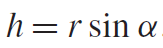 h = r sin α